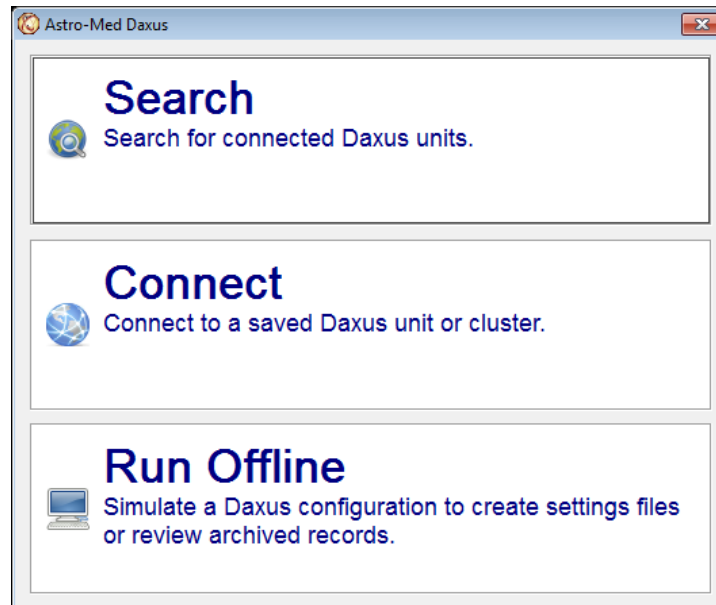 Astro-Med Daxus
Search
Search for connected Daxus units.
Connect
Connect to a saved Daxus unit or cluster.
Run Offline
Simulate a Daxus configuration to create settings files
or review archived records.